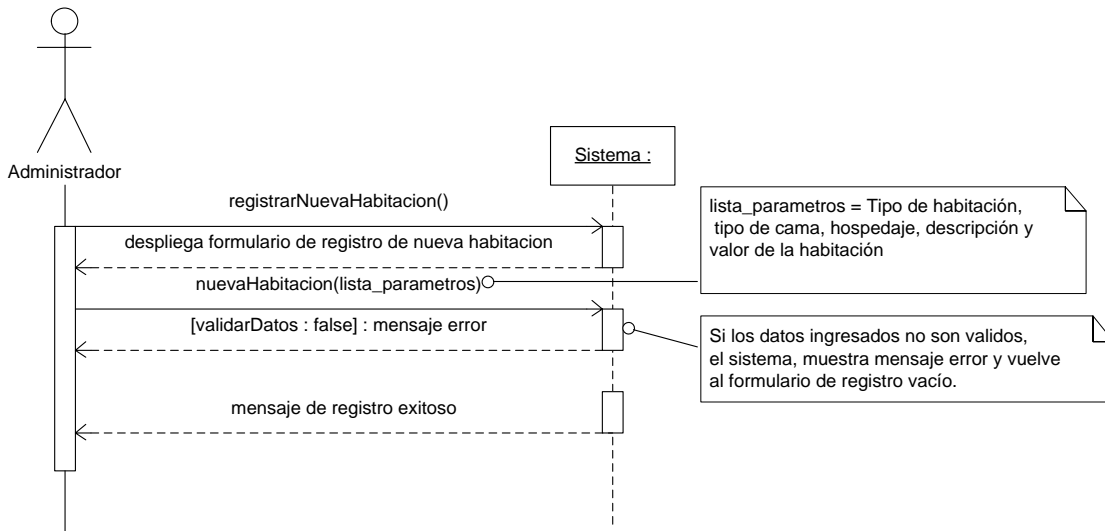 Administrador
Sistema :
registrarNuevaHabitacion()
despliega formulario de registro de nueva habitacion
nuevaHabitacion(lista_parametros)
[validarDatos : false] : mensaje error
mensaje de registro exitoso
lista_parametros = Tipo de habitación,
tipo de cama, hospedaje, descripción y
valor de la habitación
Si los datos ingresados no son validos,
el sistema, muestra mensaje error y vuelve
al formulario de registro vacío.